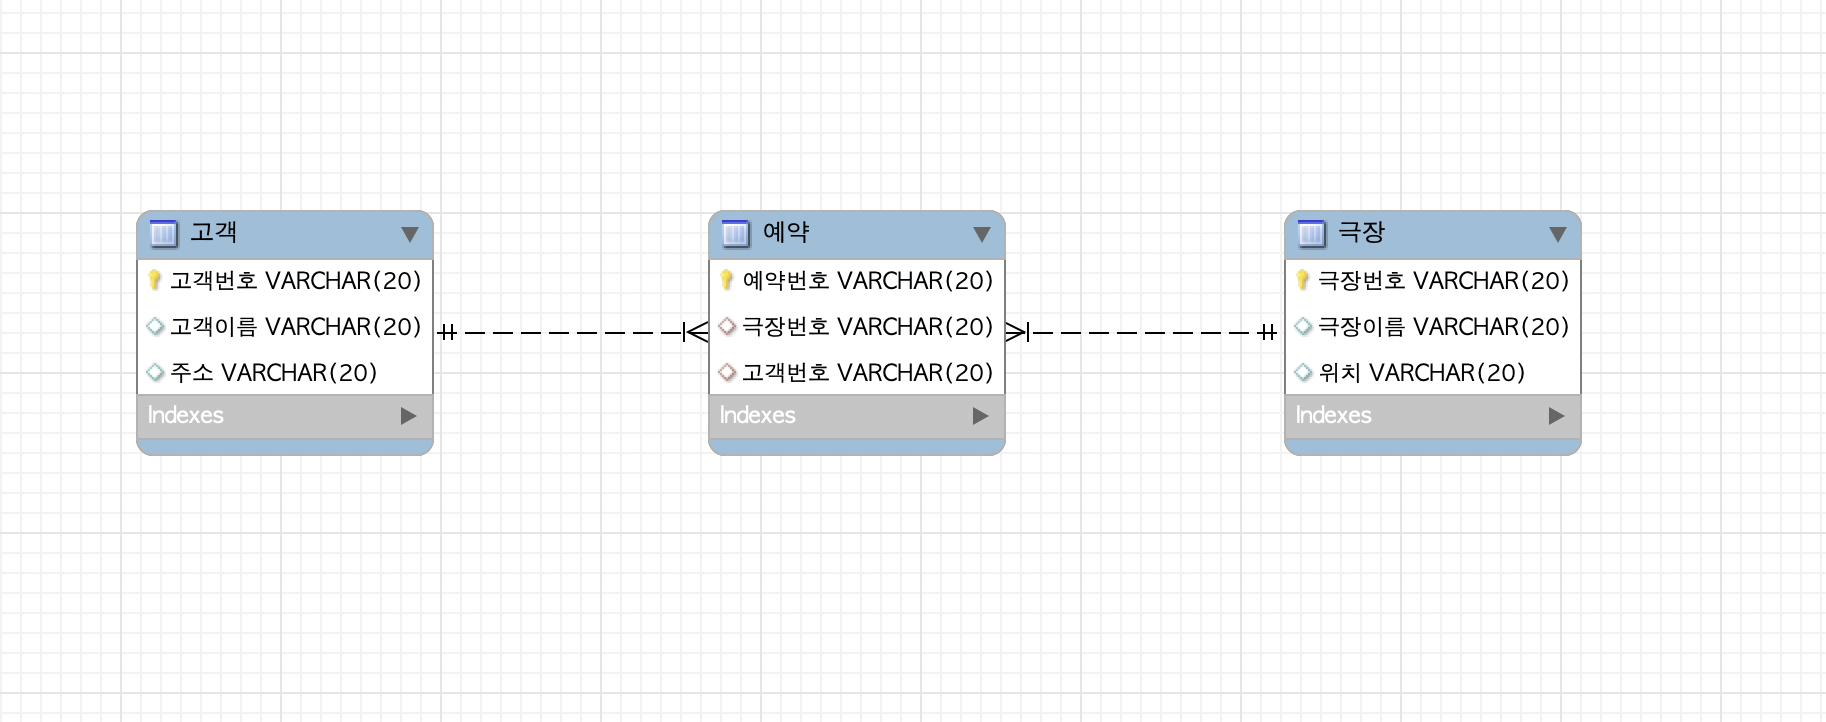 고객
고객번호 VARCHAR(20)
고객이름 VARCHAR(20)
주소 VARCHAR(20)
Indexes
예약
예약번호 VARCHAR(20)
극장번호 VARCHAR(20)
고객번호 VARCHAR(20)
Indexes
극장
극장번호 VARCHAR(20)
극장이름 VARCHAR(20)
위치 VARCHAR(20)
Indexes